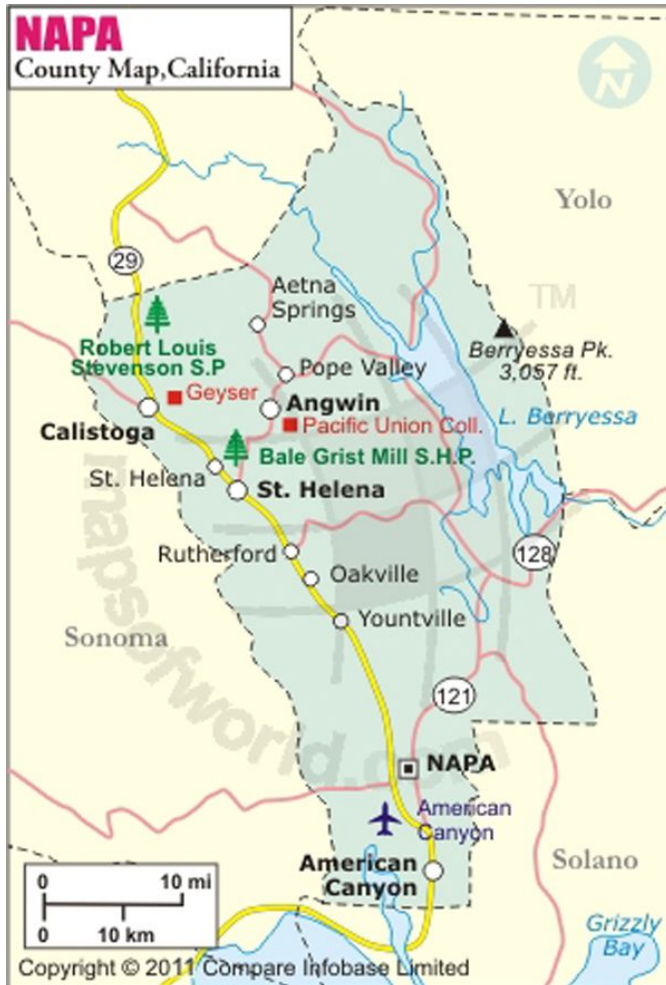 NAPA
County Map,California
N
Yolo
29
TM
Aetna
Springs
Robert Louis
Stevenson S.P
Berryessa Pk.
3,057 ft.
Pope Valley
Geyser
Angwin
L. Berryessa
Calistoga
Pacific Union Coll.
Bale Grist Mill S.H.P.
St. Helena
St. Helena
Rutherford
128
Oakville
Yountville
Sonoma
mapsofworld.com
121
NAPA
American
Canyon
American
Canyon
Solano
0 10 mi
0 10 km
Grizzly
Bay
Copyright © 2011 Compare Infobase Limited